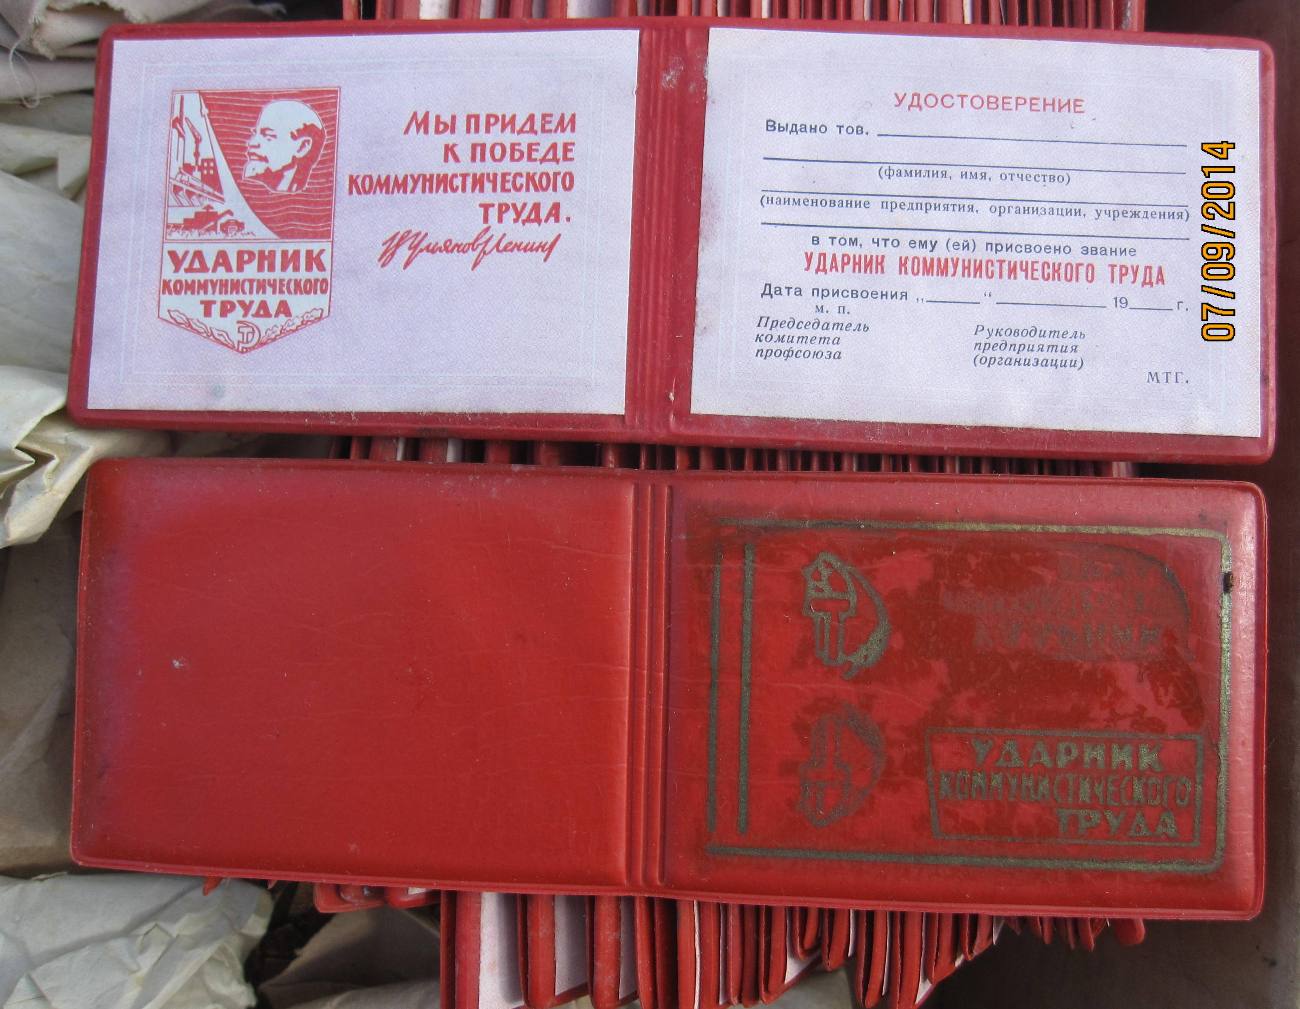 Мы придем
к победе
коммунистического
труда.
В. Ульянов (Ленин)
УДАРНИК
КОММУНИСТИЧЕСКОГО
ТРУДА
УДОСТОВЕРЕНИЕ
Выдано тов.
(фамилия, имя, отчество)
(наименование предприятия, организации, учреждения)
в том, что ему (ей) присвоено звание
УДАРНИК КОММУНИСТИЧЕСКОГО ТРУДА
Дата присвоения „ “ 19 г.
м. п.
Председатель
комитета
профсоюза
Руководитель
предприятия
(организации)
МТГ.
07/09/2014
УДАРНИК
КОММУНИСТИЧЕСКОГО
ТРУДА